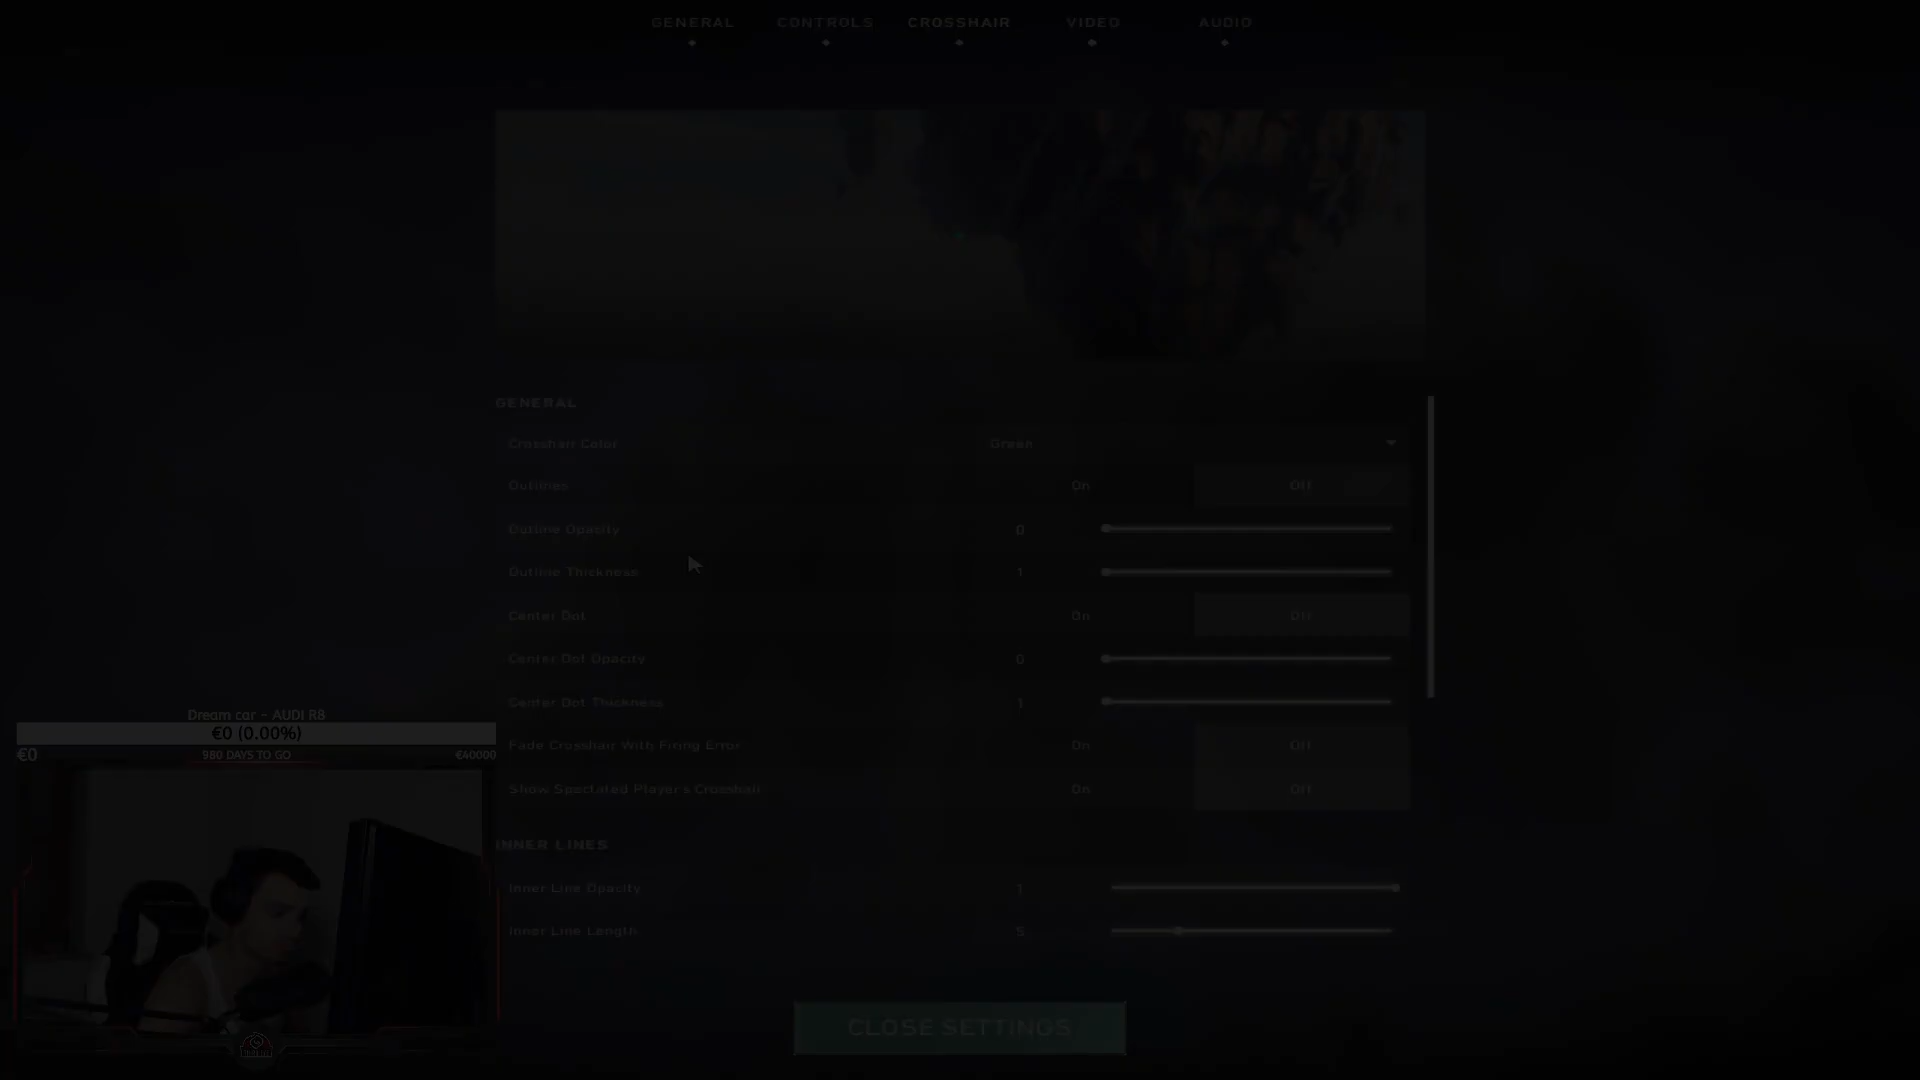 GENERAL CONTROLS CROSSHAIR VIDEO AUDIO
GENERAL
Crosshair Color Green
Outlines On Off
Outline Opacity 0
Outline Thickness 1
Center Dot On Off
Center Dot Opacity 0
Center Dot Thickness 1
Fade Crosshair With Firing Error On Off
Show Spectated Player's Crosshair On Off
INNER LINES
Inner Line Opacity 1
Inner Line Length 5
CLOSE SETTINGS
Dream car - AUDI R8
€0 (0.00%)
€0 980 DAYS TO GO €40000